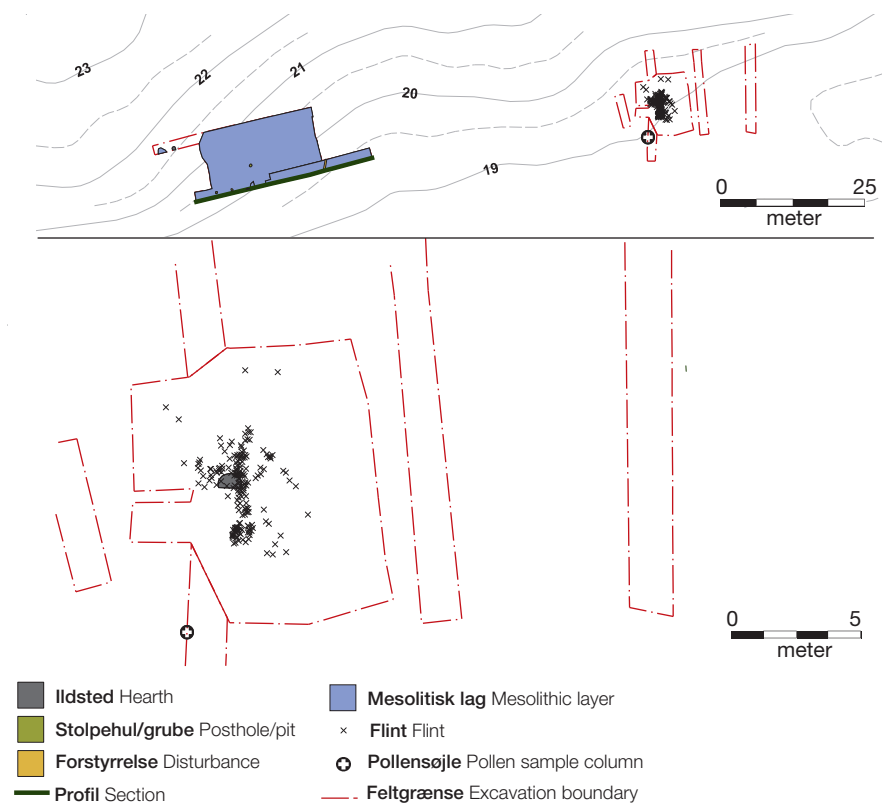 23
22
21
20
19
0 25
meter
0 5
meter
Ildsted Hearth
Stolpehul/grube Posthole/pit
Forstyrrelse Disturbance
Profil Section
Mesolitisk lag Mesolithic layer
Flint Flint
Pollensøjle Pollen sample column
Feltgrænse Excavation boundary